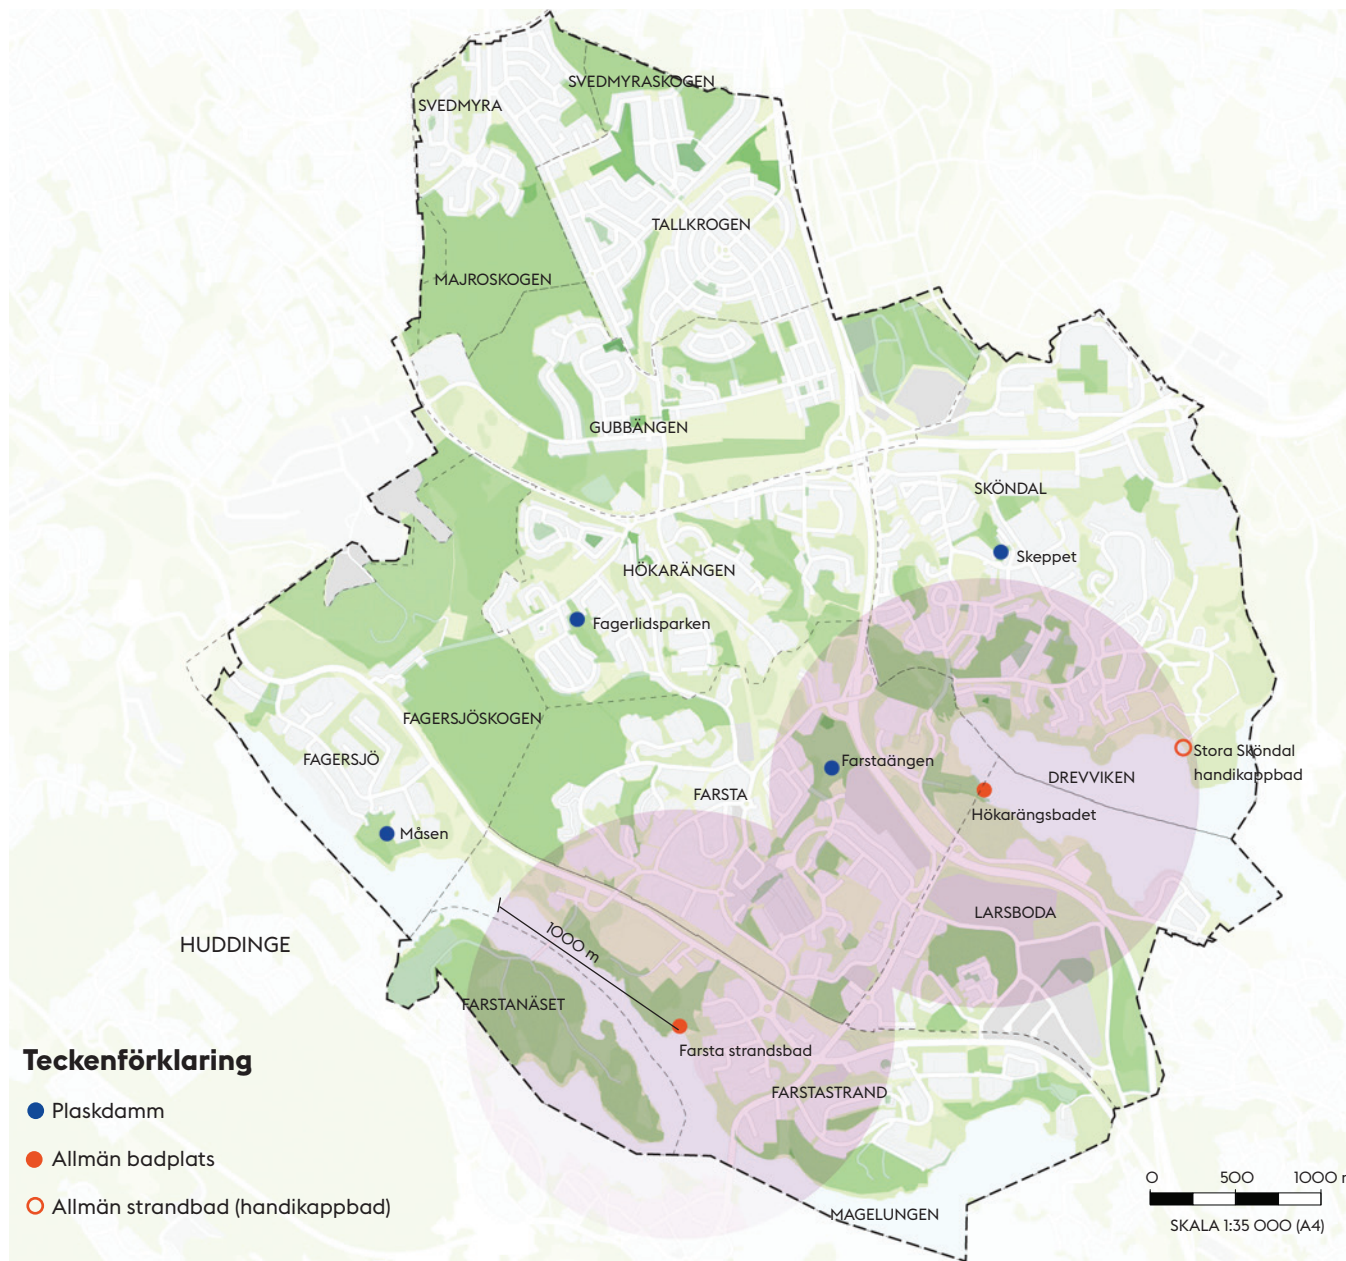 SVEDMYRASKOGEN
SVEDMYRA
TALLKROGEN
MAJROSKOGEN
GUBBÄNGEN
SKÖNDAL
Skeppet
HÖKARÄNGEN
Fagerlidsparken
FAGERSJÖSKOGEN
FAGERSJÖ
Farstaängen
Stora Sköndal
handikappbad
DREVVIKEN
FARSTA
Hökarängsbadet
Måsen
LARSBODA
1000 m
HUDDINGE
FARSTANÄSET
Farsta strandsbad
FARSTASTRAND
MAGELUNGEN
Teckenförklaring
Plaskdamm
Allmän badplats
Allmän strandbad (handikappbad)
0 500 1000 m
SKALA 1:35 000 (A4)